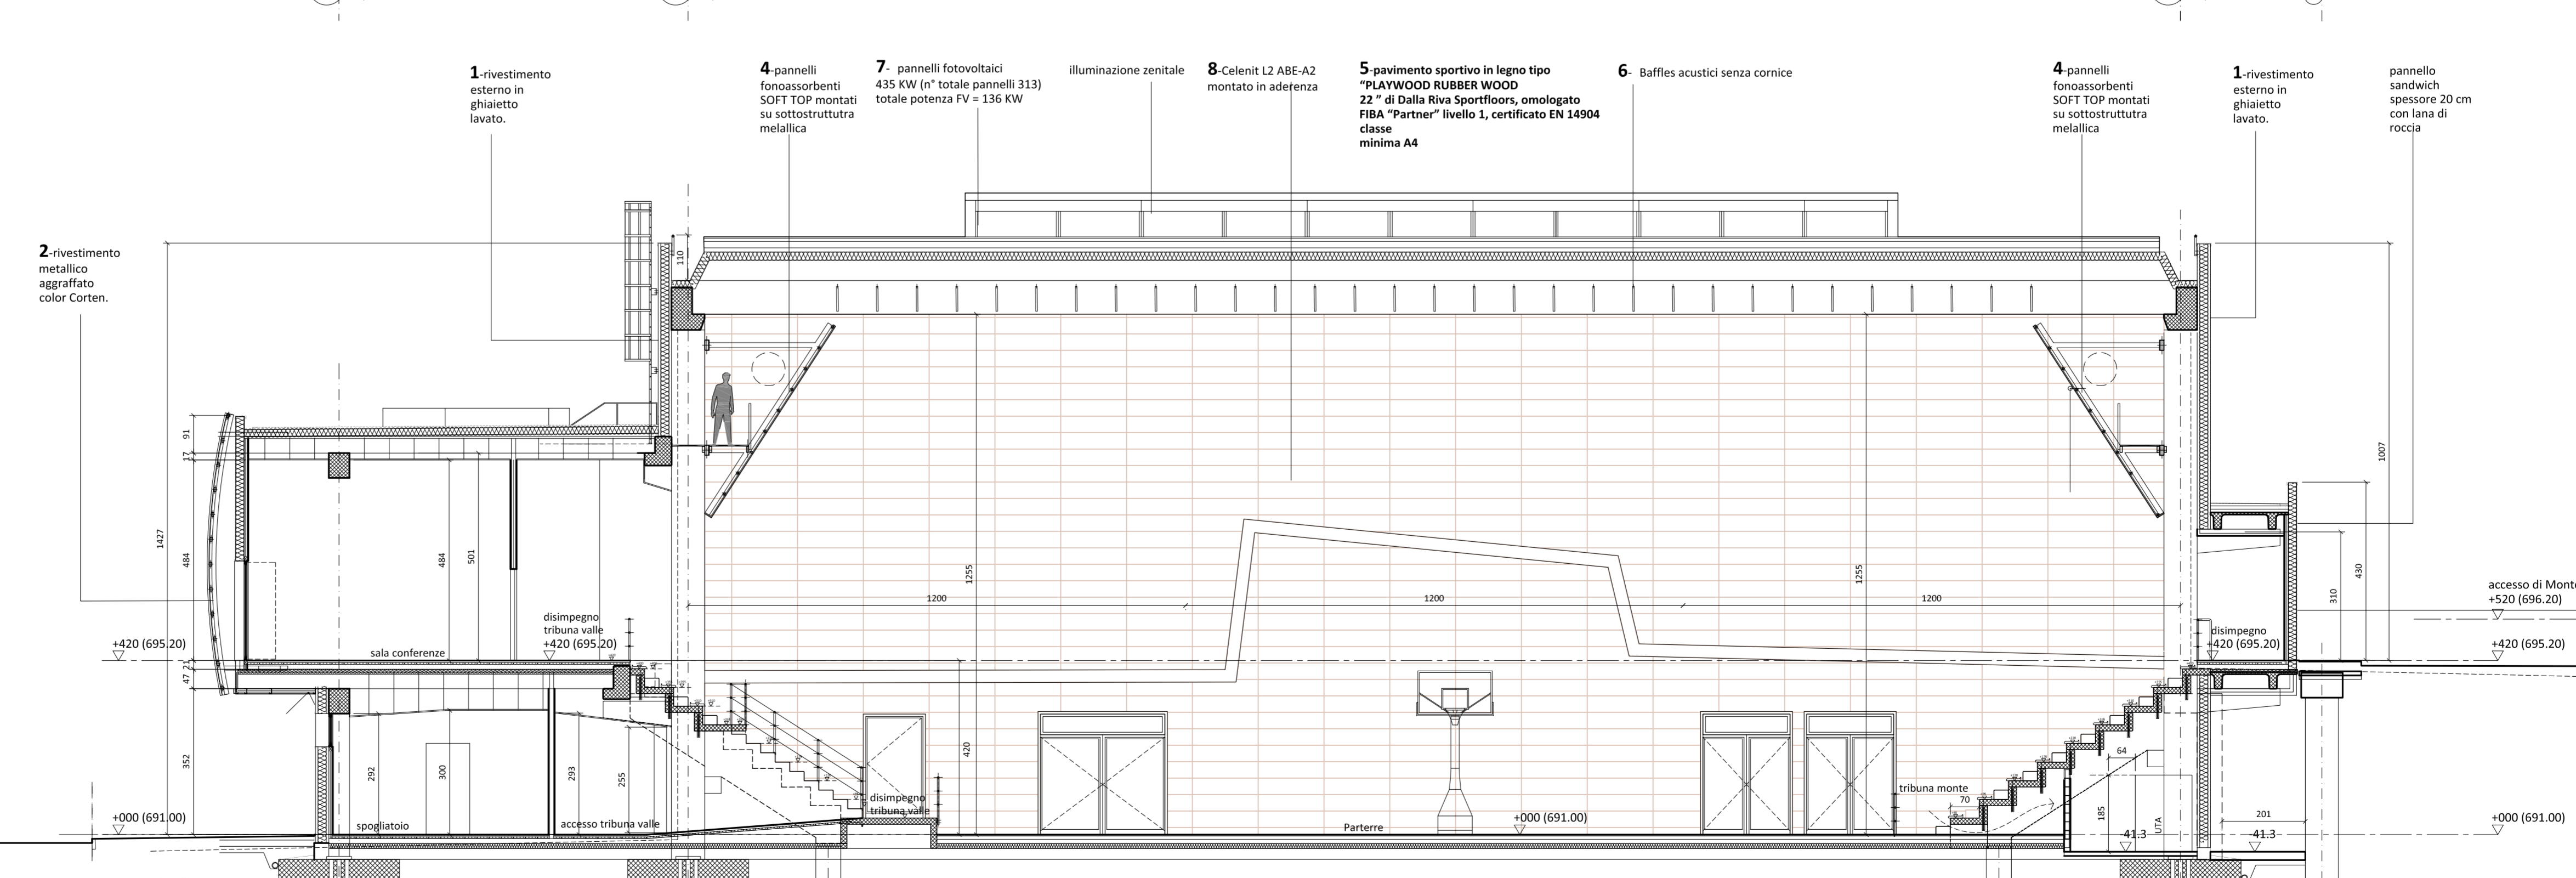 1-rivestimento
esterno in
ghiaietto
lavato.
4-pannelli
fonoassorbenti
SOFT TOP montati
su sottostruttutra
melallica
7- pannelli fotovoltaici
435 KW (n° totale pannelli 313)
totale potenza FV = 136 KW
illuminazione zenitale
8-Celenit L2 ABE-A2
montato in aderenza
5-pavimento sportivo in legno tipo
“PLAYWOOD RUBBER WOOD
22 ” di Dalla Riva Sportfloors, omologato
FIBA “Partner” livello 1, certificato EN 14904
classe
minima A4
6- Baffles acustici senza cornice
4-pannelli
fonoassorbenti
SOFT TOP montati
su sottostruttutra
melallica
1-rivestimento
esterno in
ghiaietto
lavato.
pannello
sandwich
spessore 20 cm
con lana di
roccia
2-rivestimento
metallico
aggraffato
color Corten.
110
91
17
1427
484
484
501
1255
1255
1007
430
310
1200
1200
1200
accesso di Monte
+520 (696.20)
disimpegno
tribuna valle
+420 (695.20)
+420 (695.20)
sala conferenze
disimpegno
+420 (695.20)
+420 (695.20)
21
47
352
292
300
293
255
420
disimpegno
tribuna valle
tribuna monte
70
64
185
UTA
201
-41.3
-41.3
+000 (691.00)
spogliatoio
accesso tribuna valle
Parterre
+000 (691.00)
+000 (691.00)